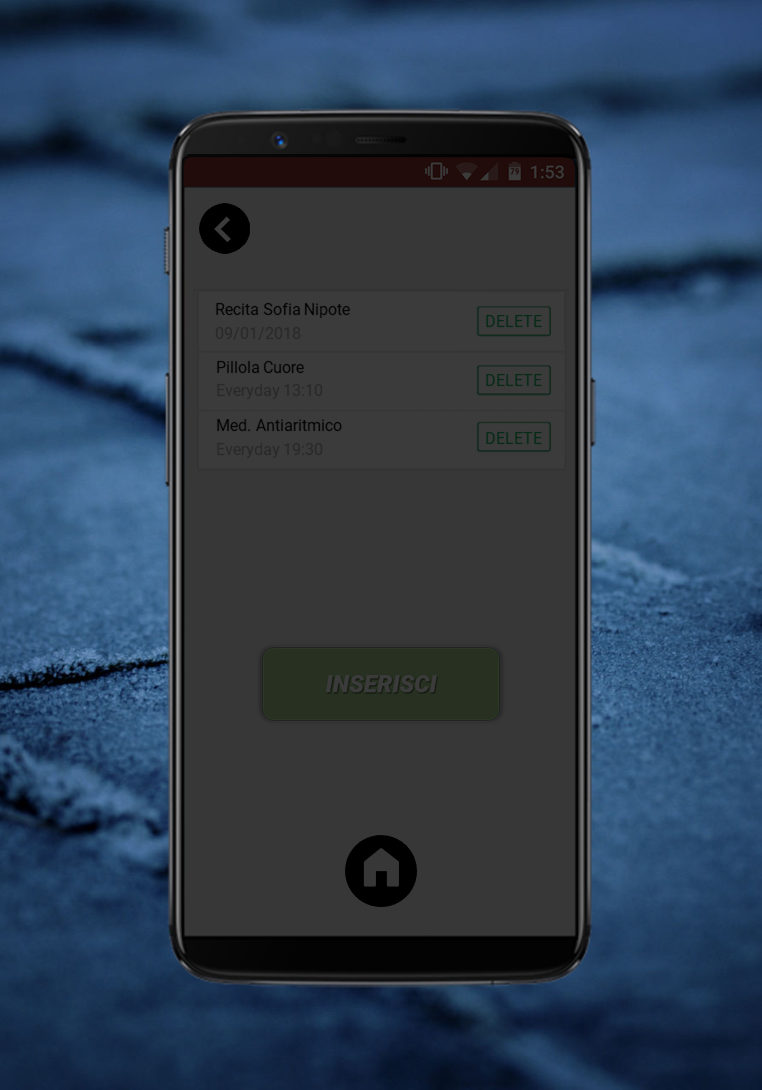 79 1:53
Recita Sofia Nipote
09/01/2018
DELETE
Pillola Cuore
Everyday 13:10
DELETE
Med. Antiaritmico
Everyday 19:30
DELETE
INSERISCI